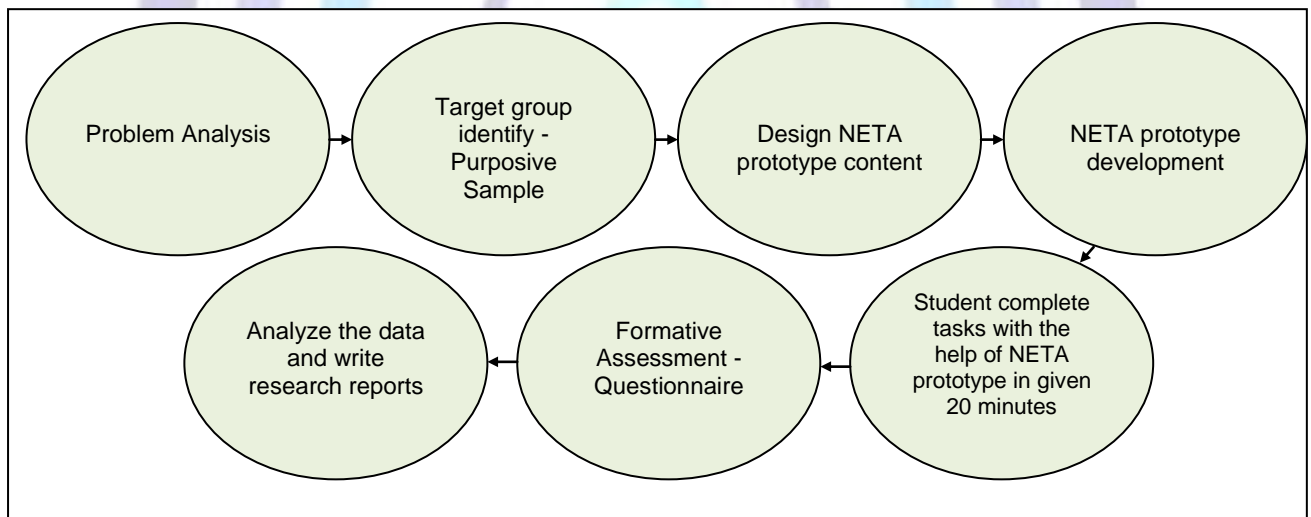 Problem Analysis
Target group
identify -
Purposive
Sample
Design NETA
prototype content
NETA prototype
development
Student complete
tasks with the
help of NETA
prototype in given
20 minutes
Formative
Assessment -
Questionnaire
Analyze the data
and write
research reports